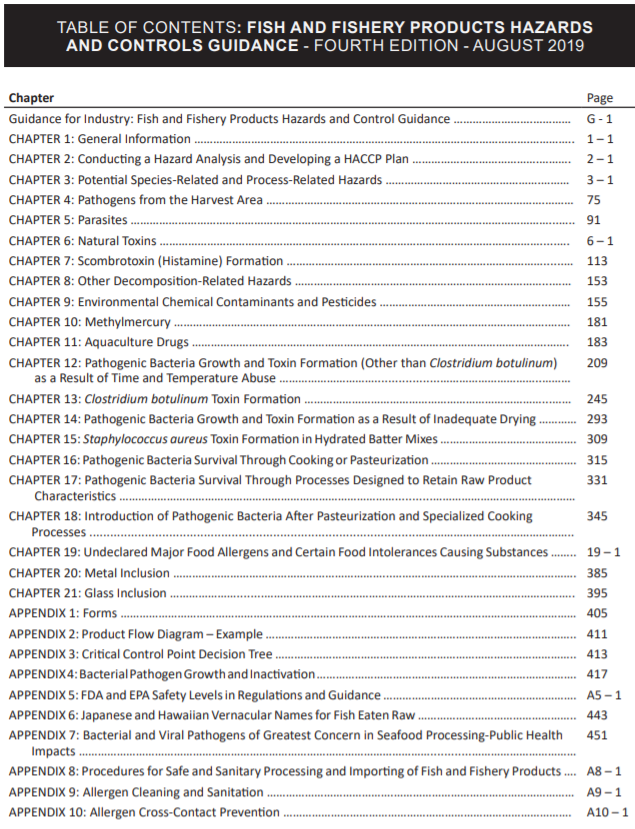 TABLE OF CONTENTS: FISH AND FISHERY PRODUCTS HAZARDS
AND CONTROLS GUIDANCE - FOURTH EDITION - AUGUST 2019
Chapter Page
Guidance for Industry: Fish and Fishery Products Hazards and Control Guidance ........ G - 1
CHAPTER 1: General Information ........ 1 – 1
CHAPTER 2: Conducting a Hazard Analysis and Developing a HACCP Plan ........ 2 – 1
CHAPTER 3: Potential Species-Related and Process-Related Hazards ........ 3 – 1
CHAPTER 4: Pathogens from the Harvest Area ........ 75
CHAPTER 5: Parasites ........ 91
CHAPTER 6: Natural Toxins ........ 6 – 1
CHAPTER 7: Scombrotoxin (Histamine) Formation ........ 113
CHAPTER 8: Other Decomposition-Related Hazards ........ 153
CHAPTER 9: Environmental Chemical Contaminants and Pesticides ........ 155
CHAPTER 10: Methylmercury ........ 181
CHAPTER 11: Aquaculture Drugs ........ 183
CHAPTER 12: Pathogenic Bacteria Growth and Toxin Formation (Other than Clostridium botulinum) 209
as a Result of Time and Temperature Abuse ........
CHAPTER 13: Clostridium botulinum Toxin Formation ........ 245
CHAPTER 14: Pathogenic Bacteria Growth and Toxin Formation as a Result of Inadequate Drying ........ 293
CHAPTER 15: Staphylococcus aureus Toxin Formation in Hydrated Batter Mixes ........ 309
CHAPTER 16: Pathogenic Bacteria Survival Through Cooking or Pasteurization ........ 315
CHAPTER 17: Pathogenic Bacteria Survival Through Processes Designed to Retain Raw Product 331
Characteristics ........
CHAPTER 18: Introduction of Pathogenic Bacteria After Pasteurization and Specialized Cooking 345
Processes ........
CHAPTER 19: Undeclared Major Food Allergens and Certain Food Intolerances Causing Substances ........ 19 – 1
CHAPTER 20: Metal Inclusion ........ 385
CHAPTER 21: Glass Inclusion ........ 395
APPENDIX 1: Forms ........ 405
APPENDIX 2: Product Flow Diagram – Example ........ 411
APPENDIX 3: Critical Control Point Decision Tree ........ 413
APPENDIX 4: Bacterial Pathogen Growth and Inactivation ........ 417
APPENDIX 5: FDA and EPA Safety Levels in Regulations and Guidance ........ A5 – 1
APPENDIX 6: Japanese and Hawaiian Vernacular Names for Fish Eaten Raw ........ 443
APPENDIX 7: Bacterial and Viral Pathogens of Greatest Concern in Seafood Processing-Public Health 451
Impacts ........
APPENDIX 8: Procedures for Safe and Sanitary Processing and Importing of Fish and Fishery Products .... A8 – 1
APPENDIX 9: Allergen Cleaning and Sanitation ........ A9 – 1
APPENDIX 10: Allergen Cross-Contact Prevention ........ A10 – 1